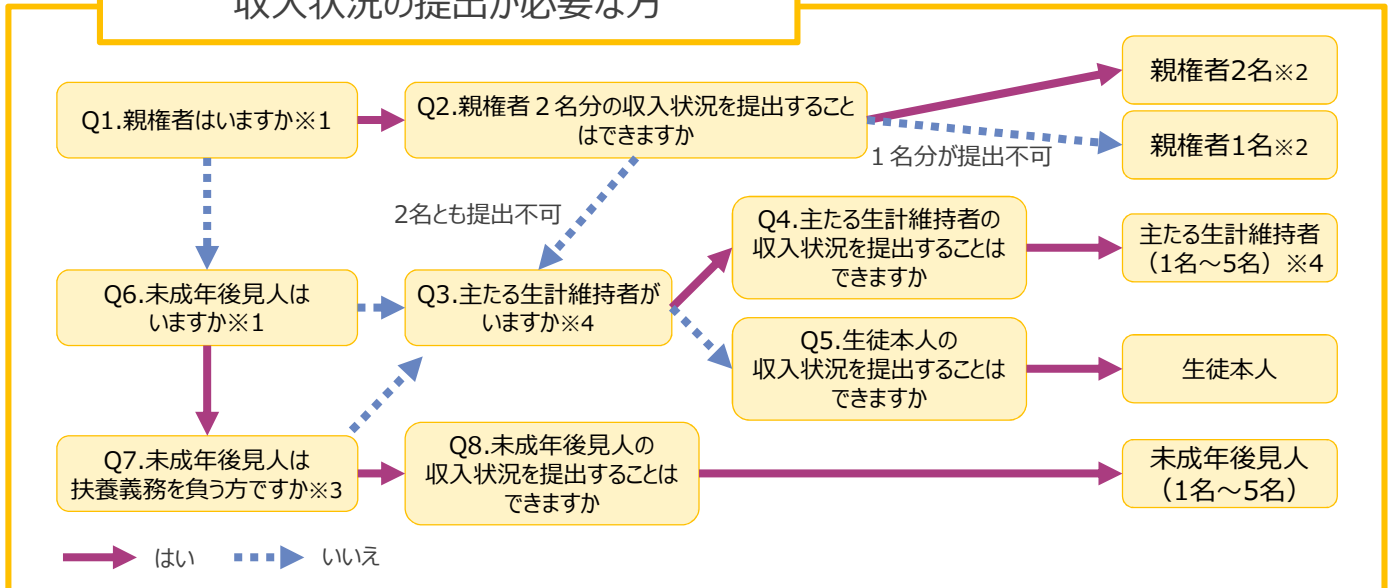 収入状況の提出が必要な方
Q1.親権者はいますか※1
Q2.親権者２名分の収入状況を提出すること
はできますか
親権者2名※2
親権者1名※2
１名分が提出不可
2名とも提出不可
Q6.未成年後見人は
いますか※1
Q3.主たる生計維持者が
いますか※4
Q4.主たる生計維持者の
収入状況を提出することは
できますか
主たる生計維持者
（1名～5名）※4
Q5.生徒本人の
収入状況を提出することは
できますか
生徒本人
Q7.未成年後見人は
扶養義務を負う方ですか※3
Q8.未成年後見人の
収入状況を提出することは
できますか
未成年後見人
（1名～5名）
はい
いいえ